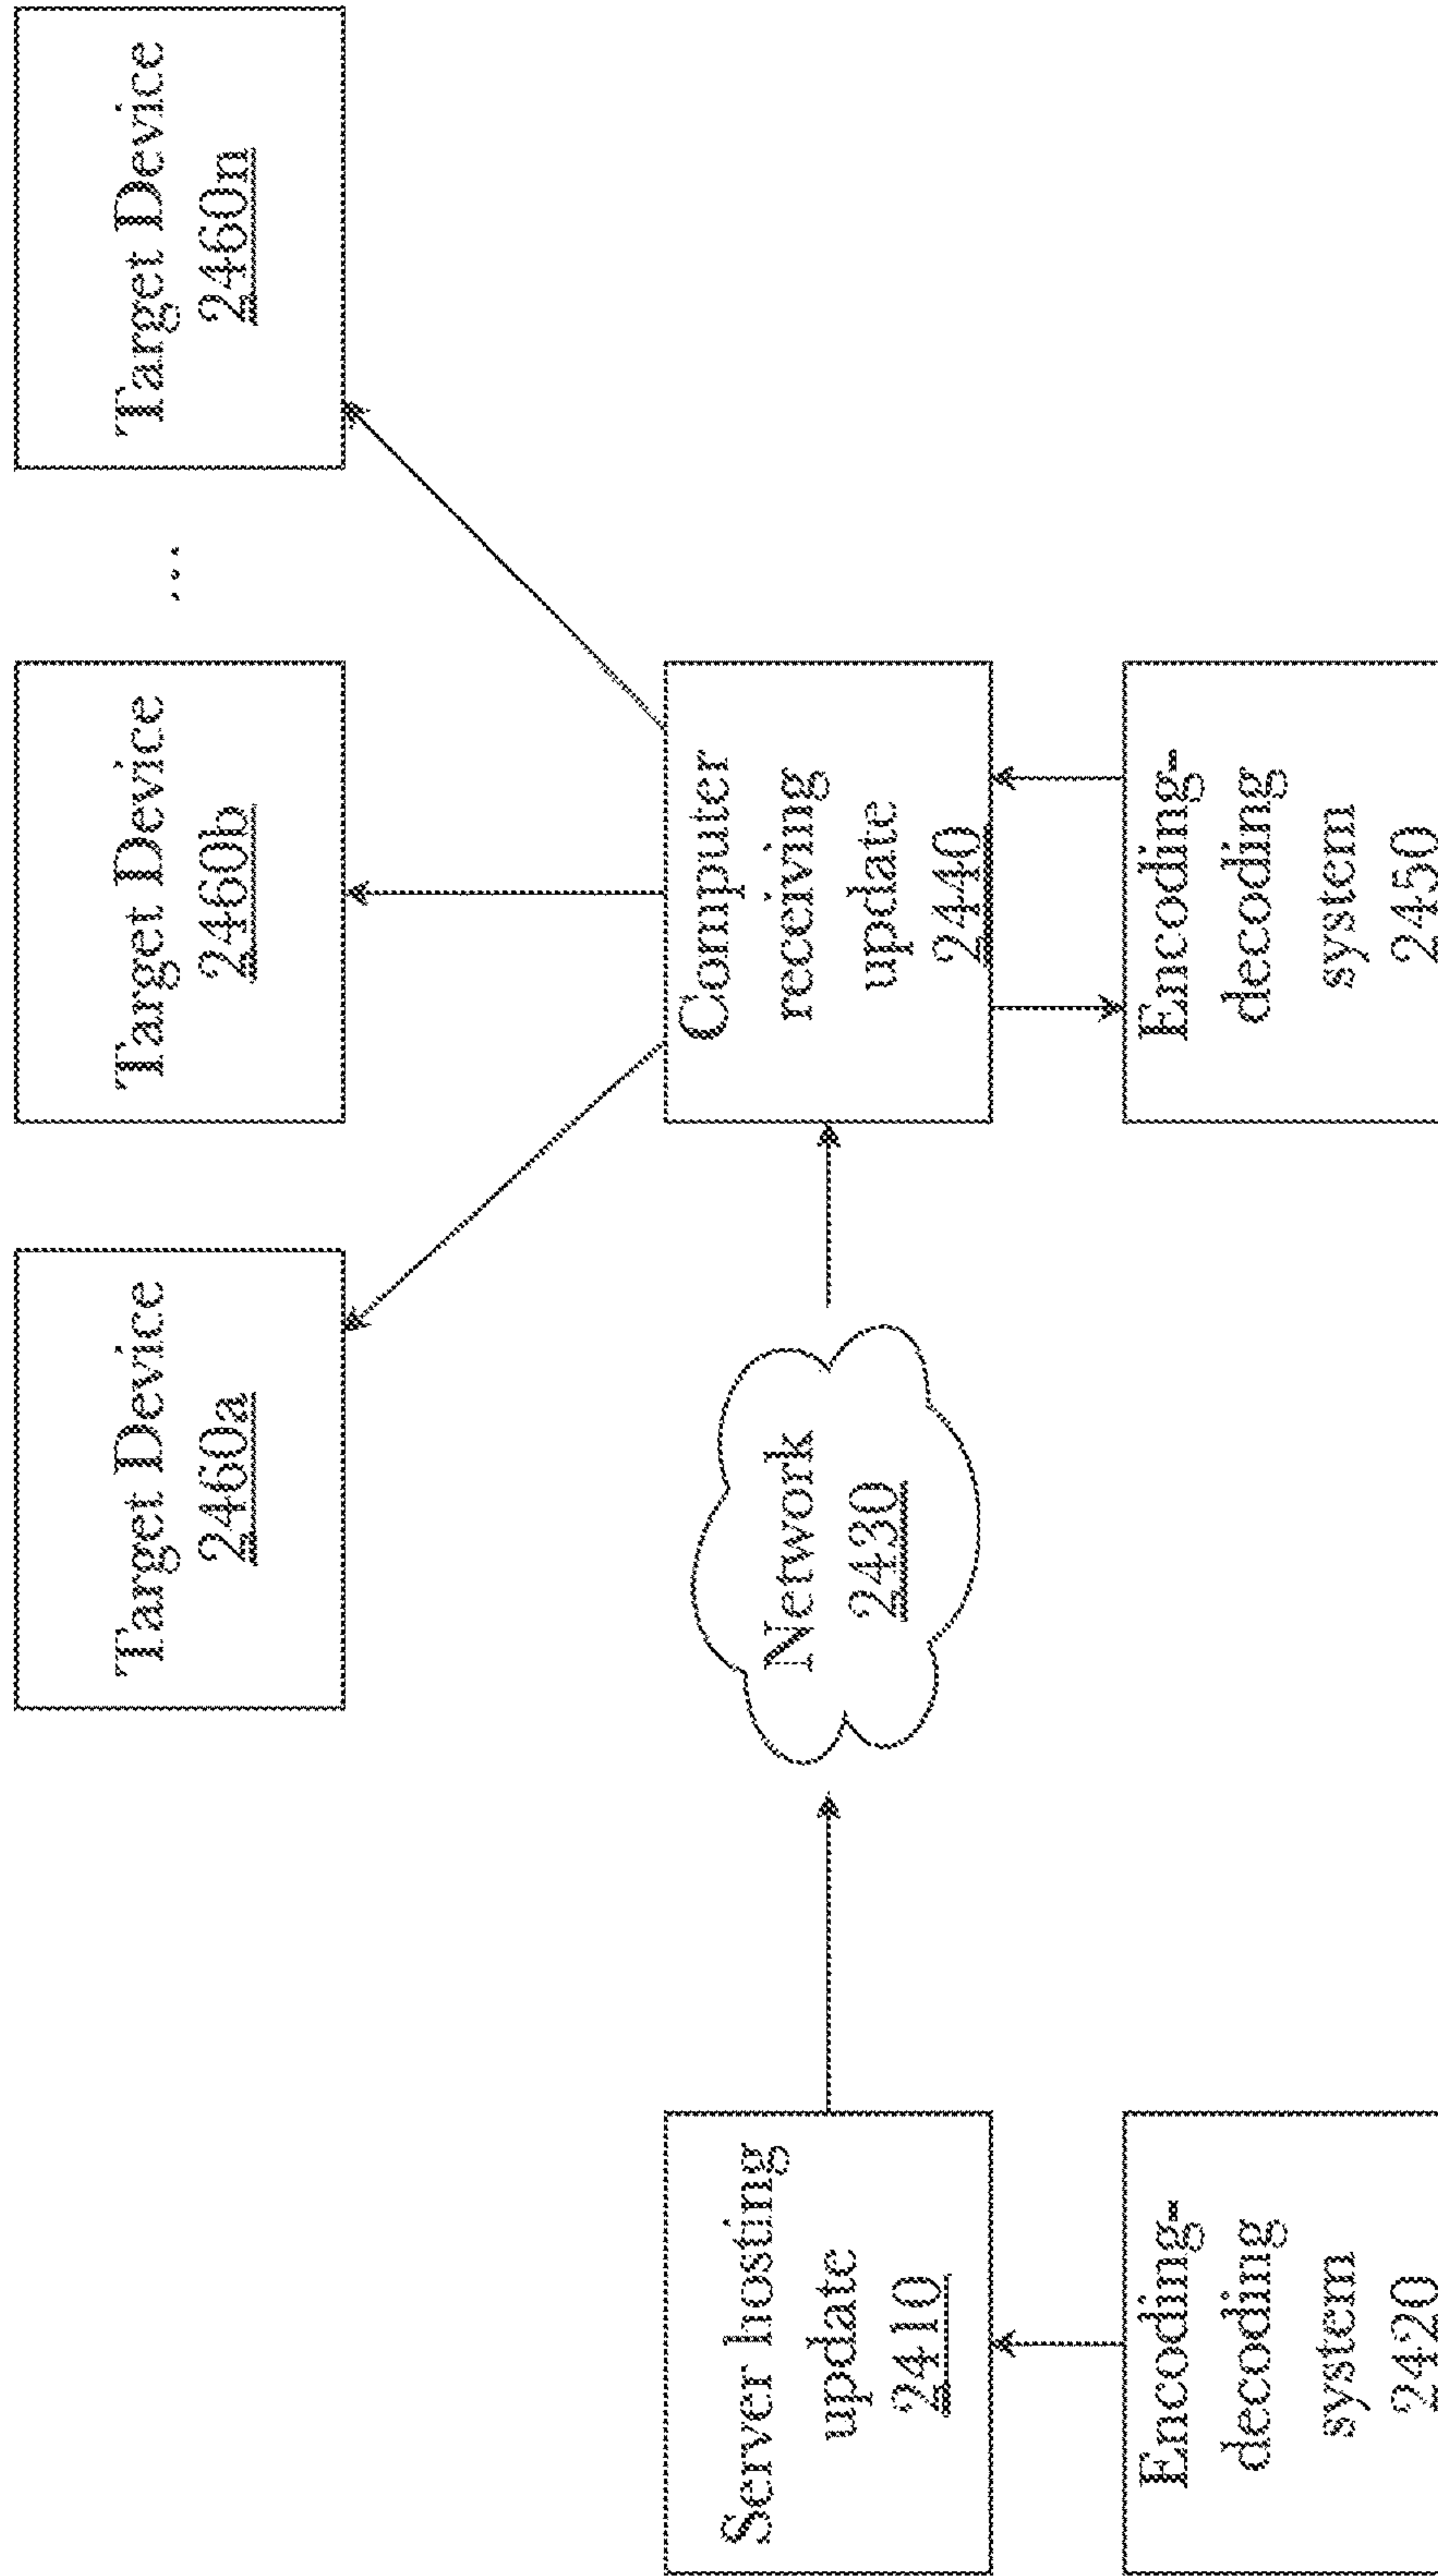 Target Device
2460a
Target Device
2460b
...
Target Device
2460n
Server hosting
update
2410
Network
2430
Computer
receiving
update
2440
Encoding-
decoding
system
2420
Encoding-
decoding
system
2450